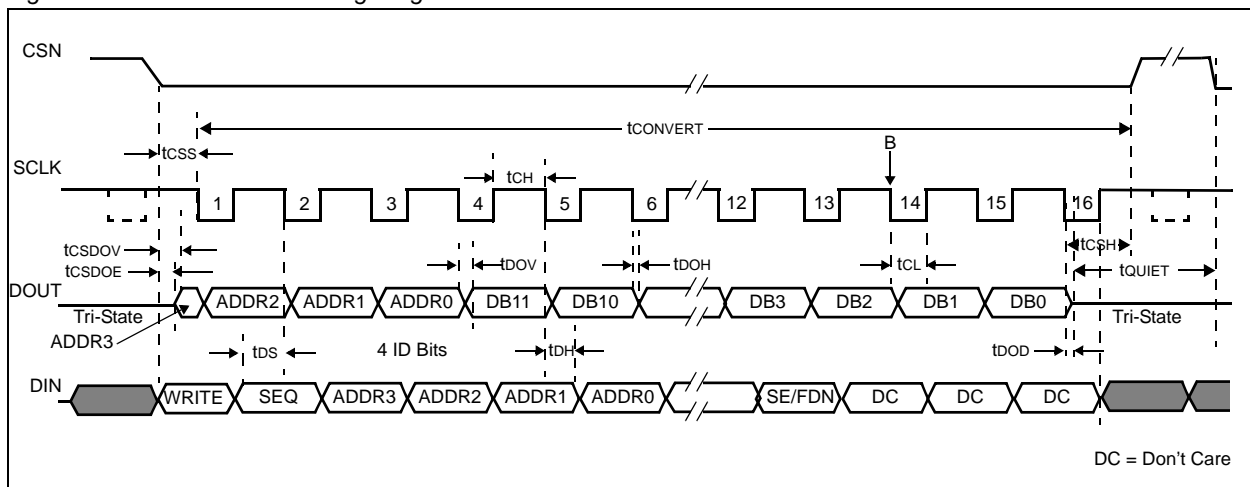 CSN
tCONVERT
tCSS
B
SCLK
tCH
1 2 3 4 5 6 12 13 14 15 16
tCSDOV
tCSDOE
tDOV
tDOH
tCL
tCSH
tQUIET
DOUT
ADDR2 ADDR1 ADDR0 DB11 DB10 DB3 DB2 DB1 DB0
Tri-State
Tri-State
ADDR3
tDS
4 ID Bits
tDH
tDOD
DIN
WRITE SEQ ADDR3 ADDR2 ADDR1 ADDR0 SE/FDN DC DC DC
DC = Don't Care